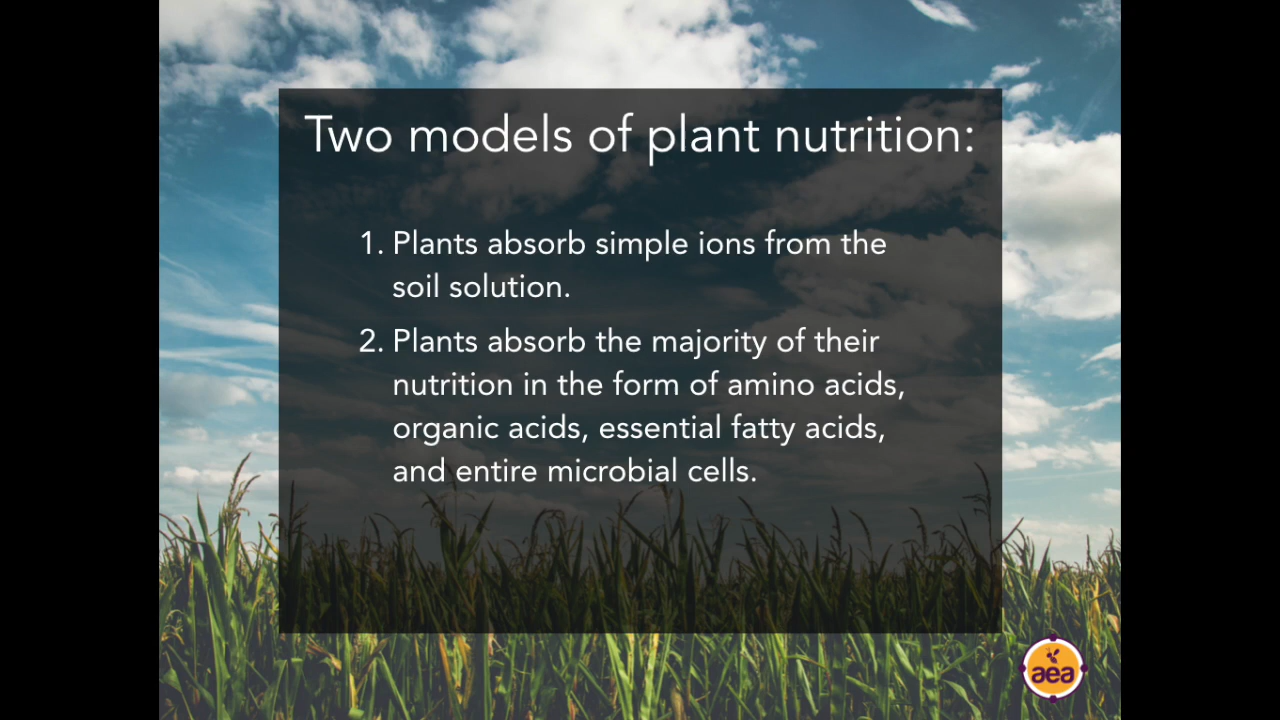 Two models of plant nutrition:
1. Plants absorb simple ions from the
soil solution.
2. Plants absorb the majority of their
nutrition in the form of amino acids,
organic acids, essential fatty acids,
and entire microbial cells.
aea